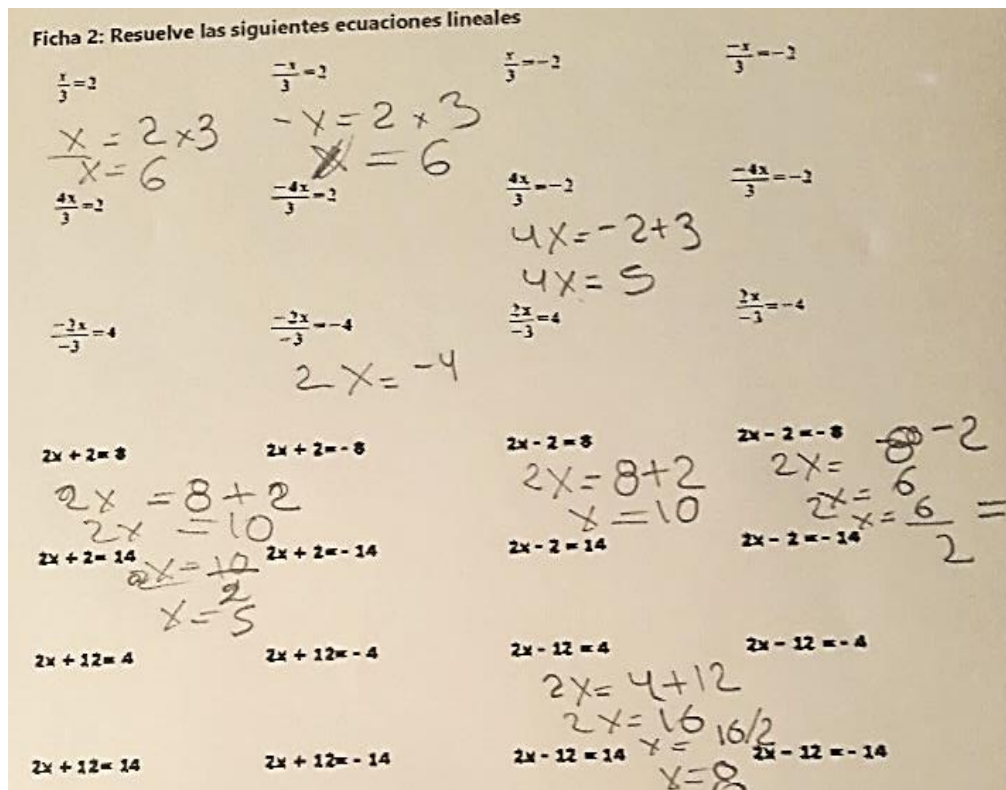 Ficha 2: Resuelve las siguientes ecuaciones lineales
x/3=2 -x/3=2 x/3=-2 -x/3=-2
x = 2 x 3 -x = 2 x 3
x = 6 x = 6
4x/3=2 -4x/3=2 4x/3=-2 -4x/3=-2
4x = -2+3
4x = 5
-2x/-3=4 -2x/-3=-4 2x/-3=4 2x/-3=-4
2x = -4
2x + 2= 8 2x + 2= - 8 2x - 2 = 8 2x - 2 = - 8
2x = 8 + 2 2x = 8+2 2x = 8 -2
2x = 10 x = 10 2x = 6
x = 6/2 =
2x + 2= 14 2x + 2= - 14 2x - 2 = 14 2x - 2 = - 14
2x = 10/2
x = 5
2x + 12= 4 2x + 12= - 4 2x - 12 = 4 2x - 12 = - 4
2x = 4+12
2x = 16
x = 16/2
2x + 12= 14 2x + 12= - 14 2x - 12 = 14 2x - 12 = - 14
x = 8